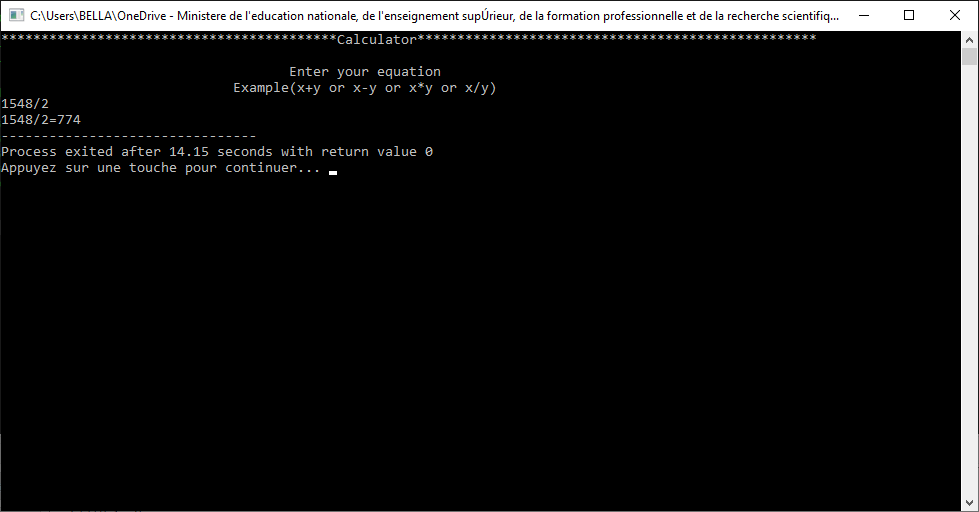 C:\Users\BELLA\OneDrive - Ministere de l'education nationale, de l'enseignement supÚrieur, de la formation professionnelle et de la recherche scientifiq...
******************************************Calculator**************************************************
Enter your equation
Example(x+y or x-y or x*y or x/y)
1548/2
1548/2=774
--------------------------------
Process exited after 14.15 seconds with return value 0
Appuyez sur une touche pour continuer...